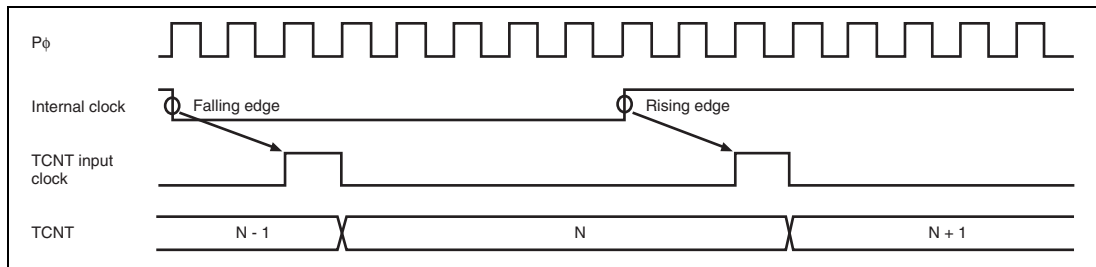 Pϕ
Internal clock
Falling edge
Rising edge
TCNT input
clock
TCNT
N - 1
N
N + 1